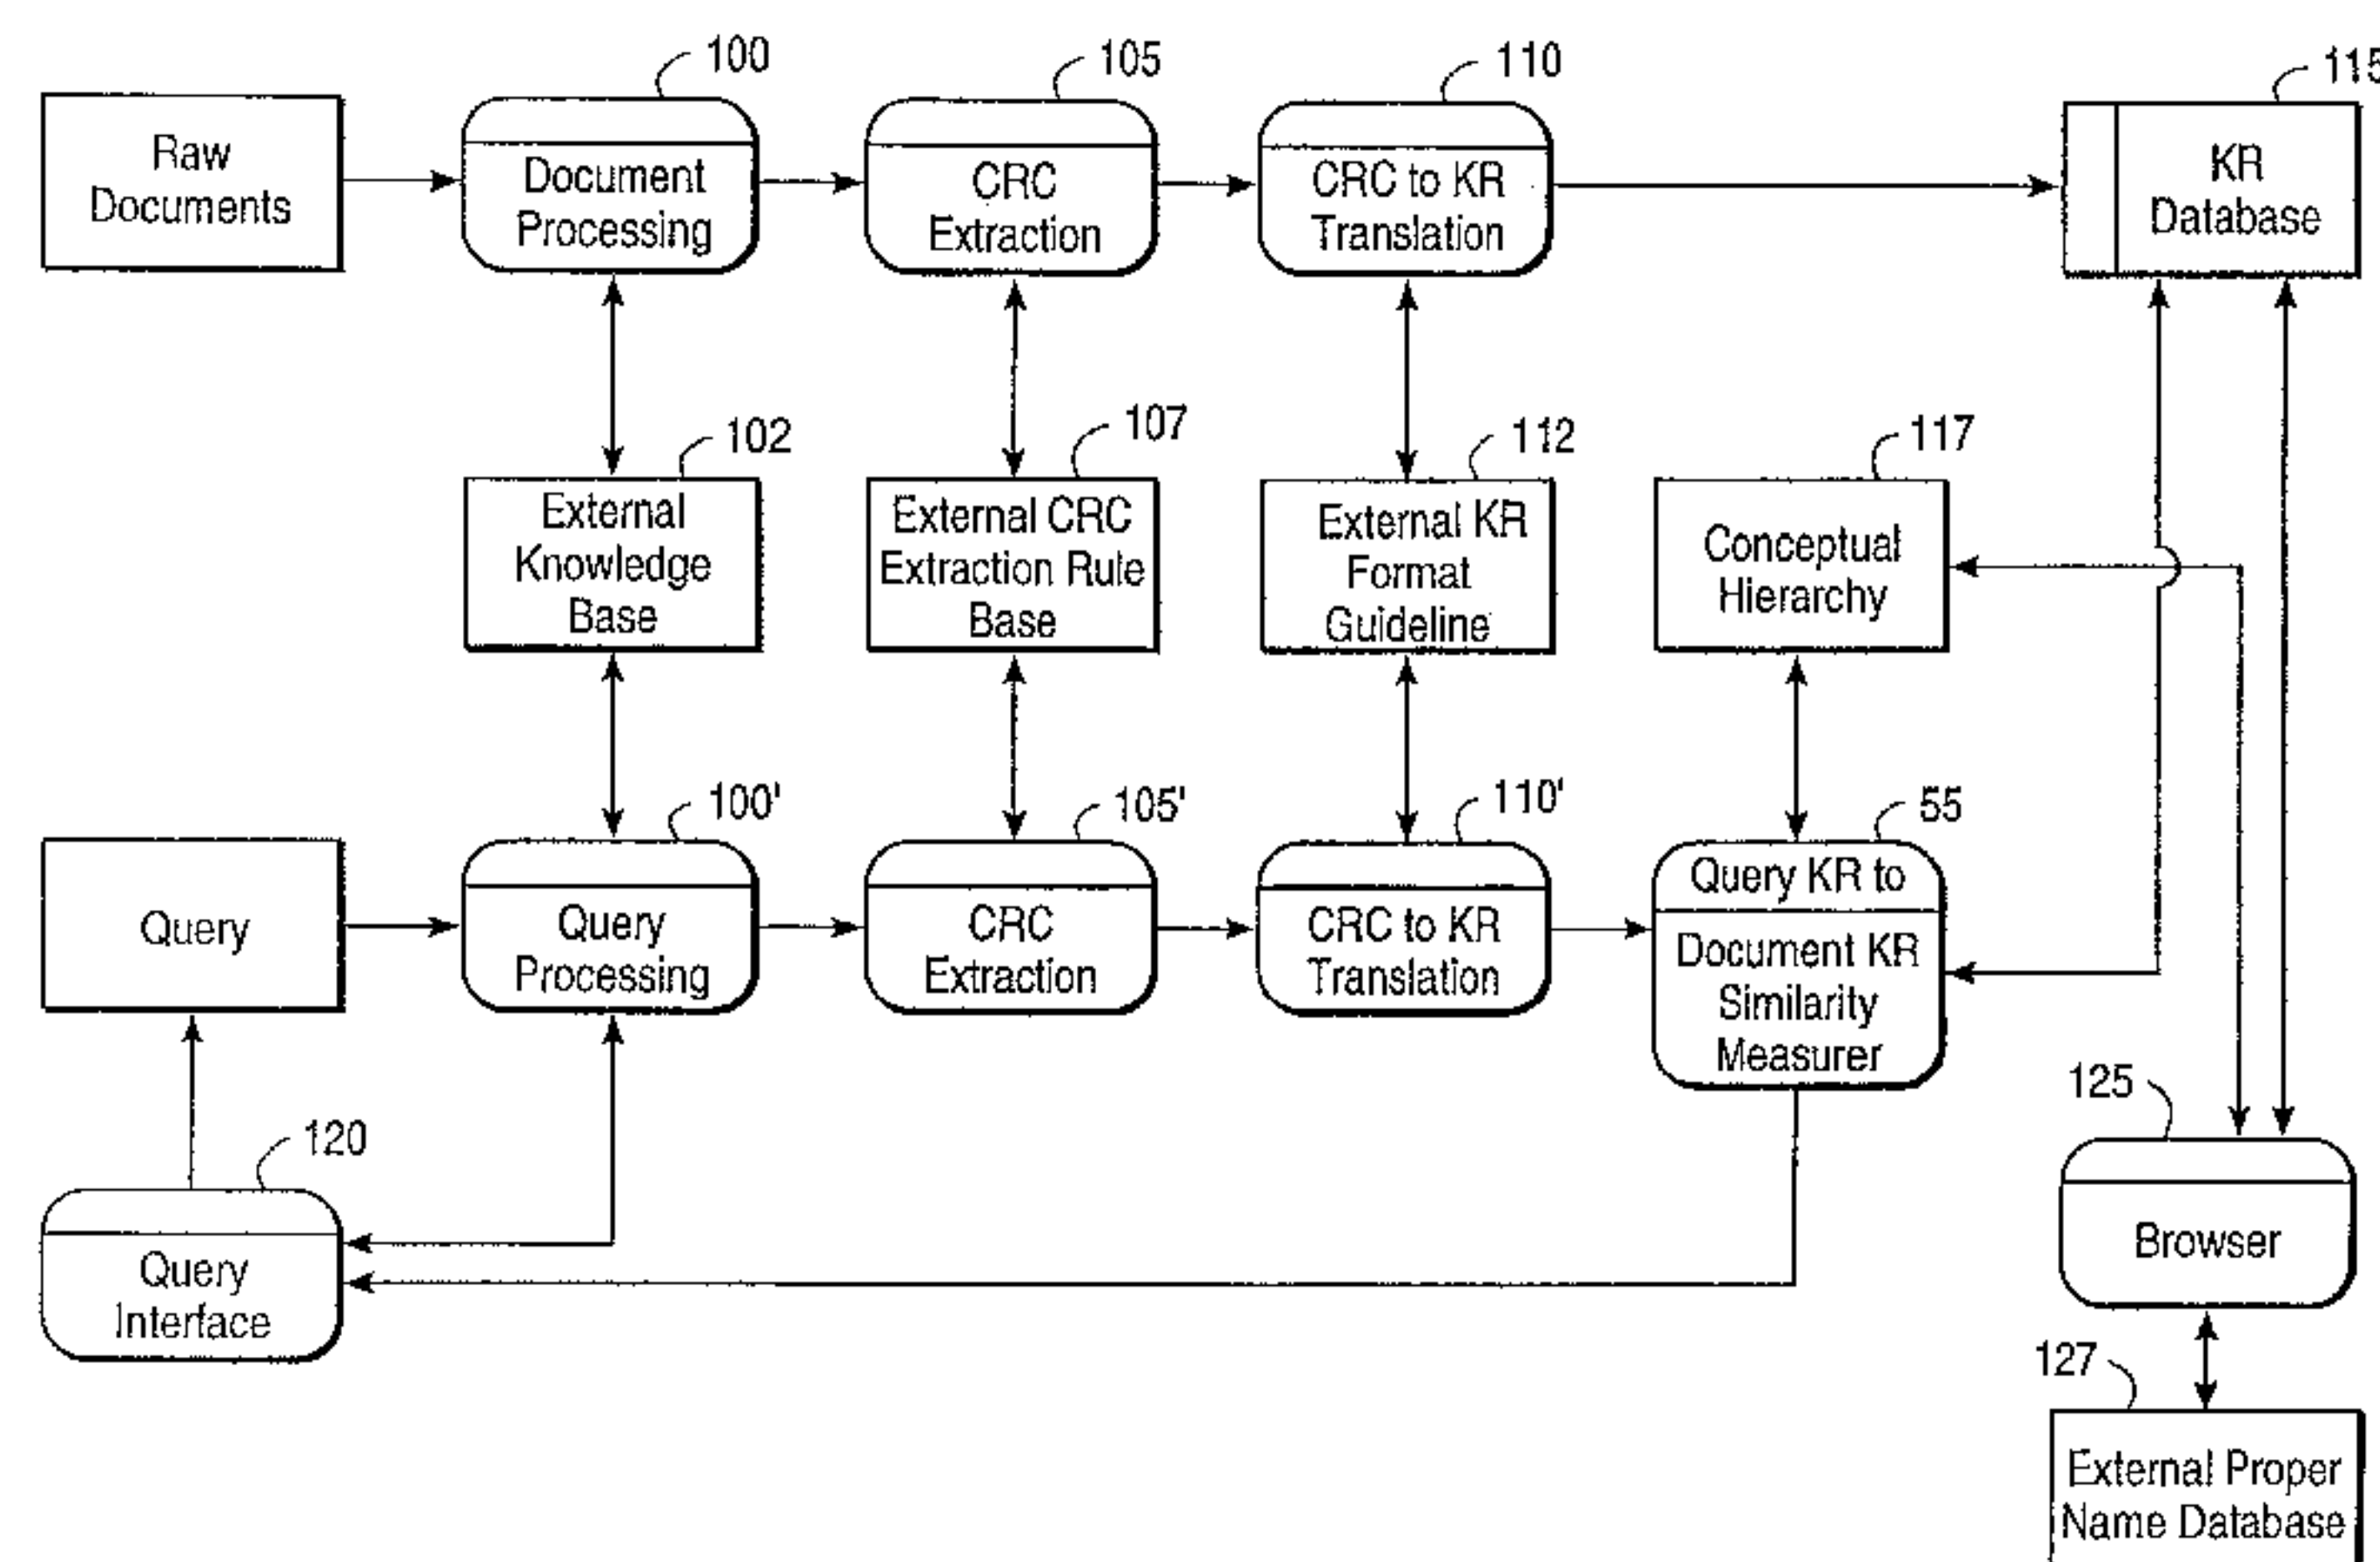 100
105
110
115
Raw
Documents
Document
Processing
CRC
Extraction
CRC to KR
Translation
KR
Database
102
107
112
117
External
Knowledge
Base
External CRC
Extraction Rule
Base
External KR
Format
Guideline
Conceptual
Hierarchy
100'
105'
110'
55
Query
Query
Processing
CRC
Extraction
CRC to KR
Translation
Query KR to
Document KR
Similarity
Measurer
120
125
Query
Interface
Browser
127
External Proper
Name Database